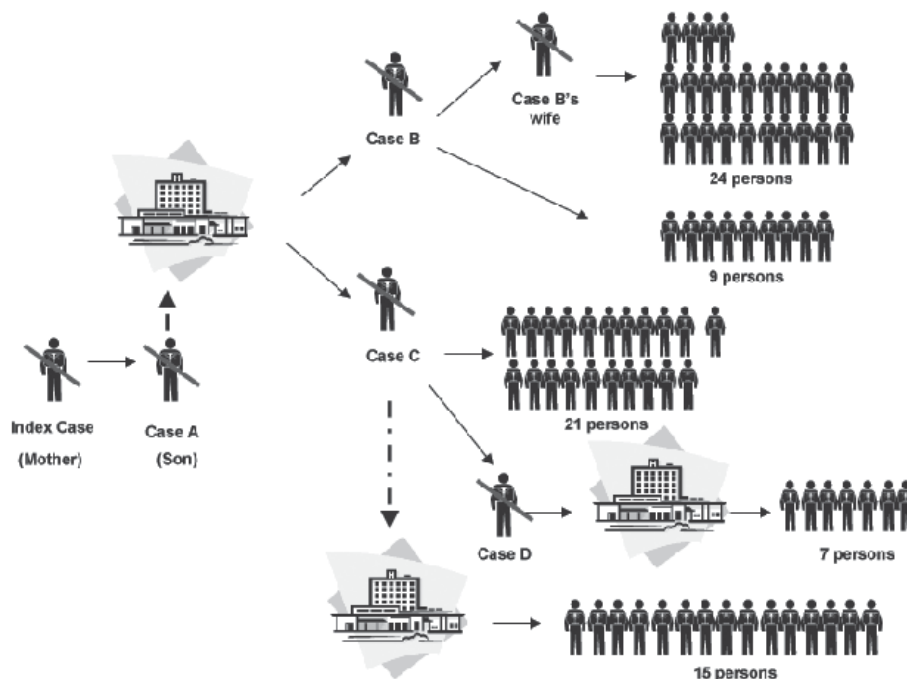 Case B
Case B's
wife
24 persons
9 persons
Case C
21 persons
Index Case
(Mother)
Case A
(Son)
Case D
7 persons
15 persons